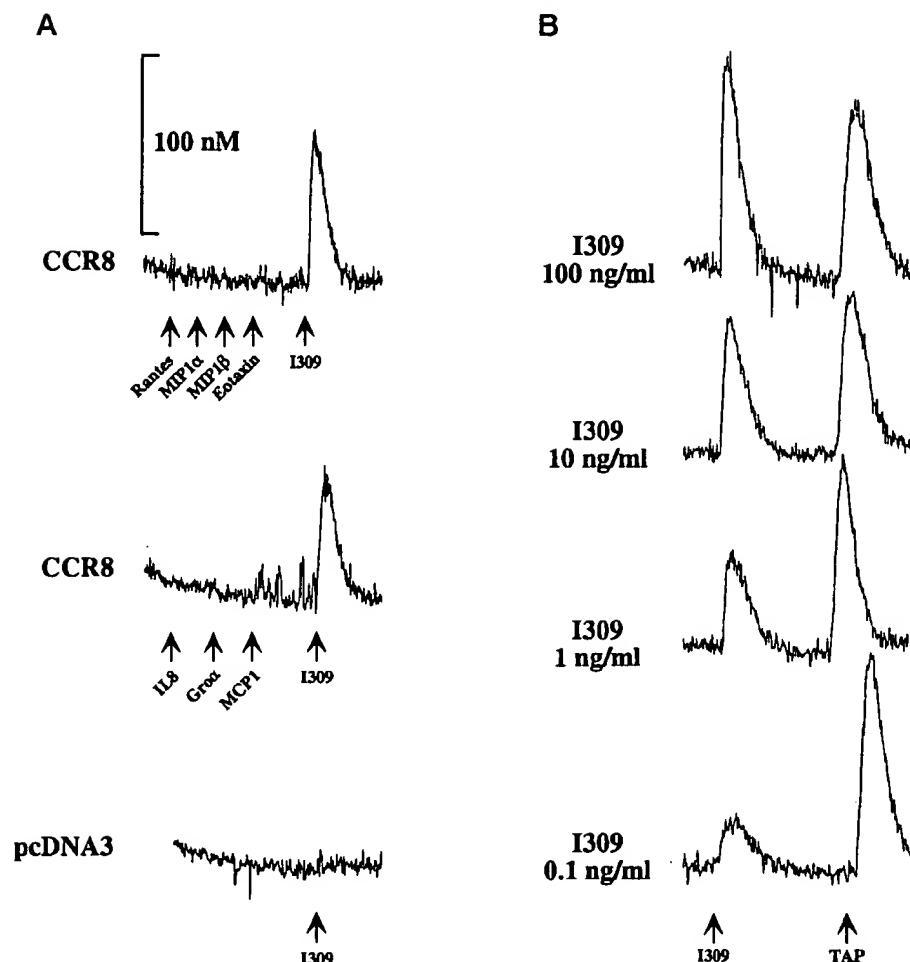 A
B
100 nM
CCR8
Rantes
MIP1α
MIP1β
Eotaxin
I309
CCR8
IL8
Groα
MCP1
I309
pcDNA3
I309
I309
100 ng/ml
I309
10 ng/ml
I309
1 ng/ml
I309
0.1 ng/ml
I309
TAP